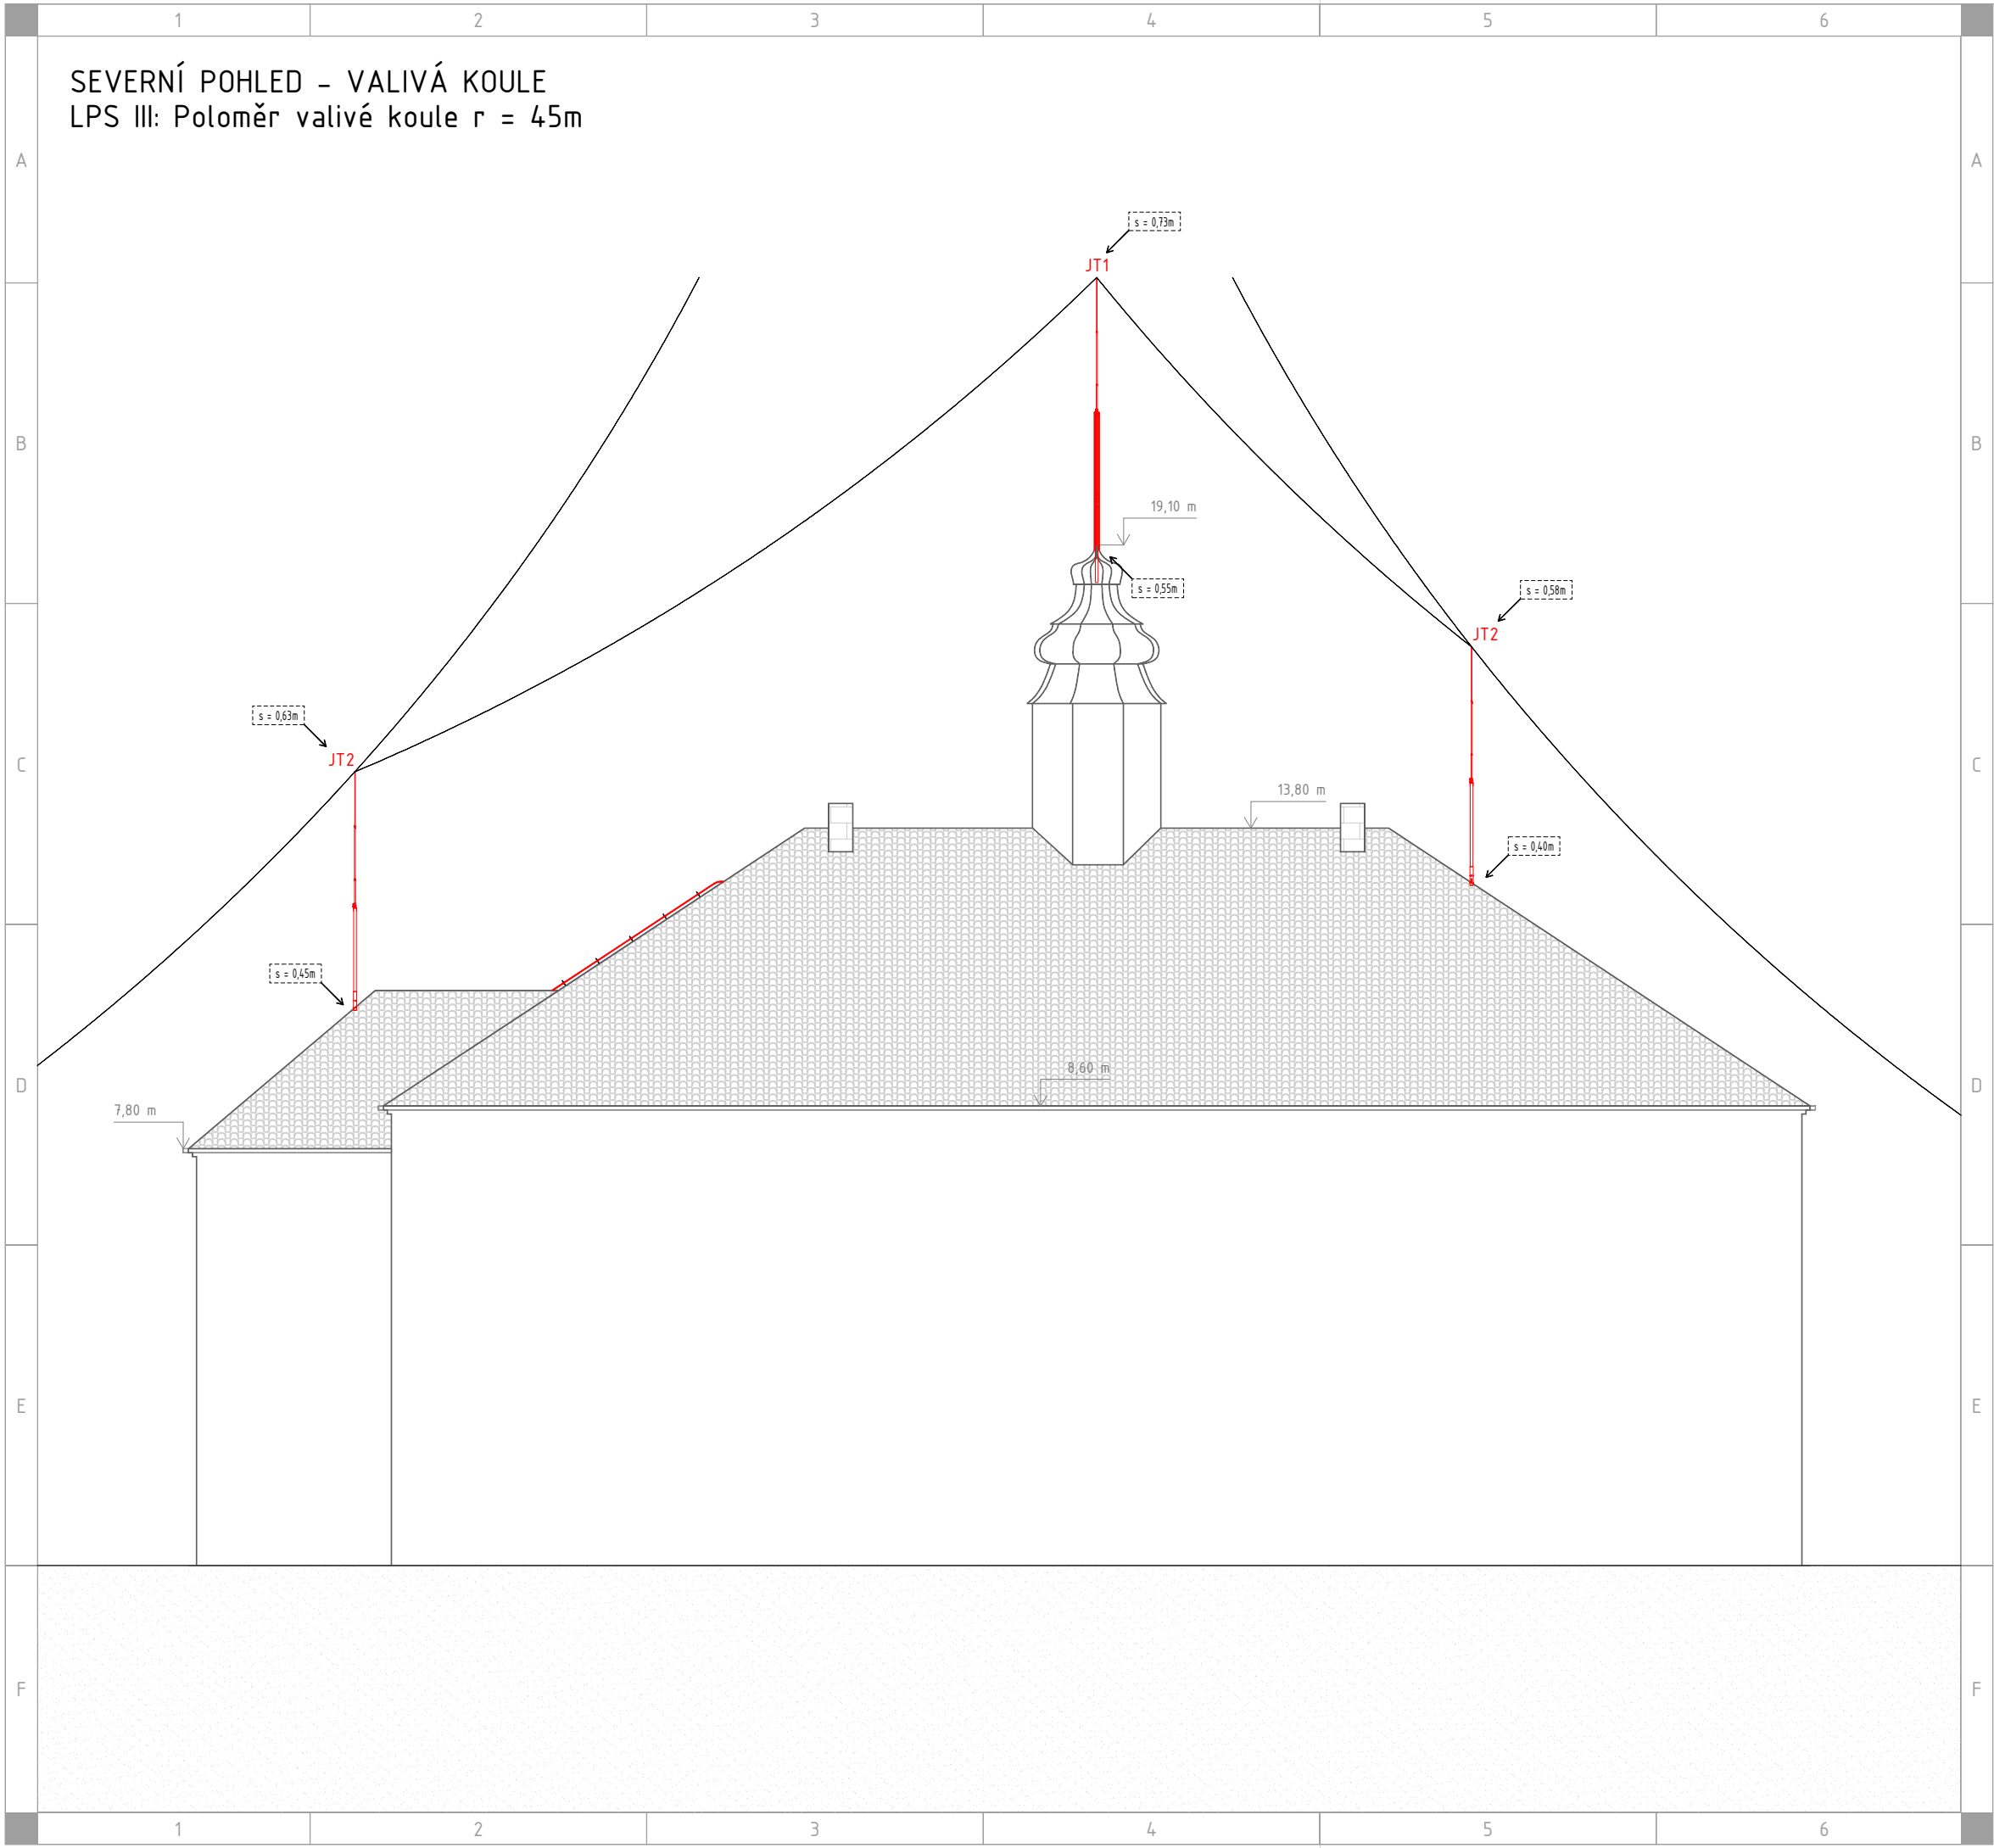 1 2 3 4 5 6
SEVERNÍ POHLED - VALIVÁ KOULE
LPS III: Poloměr valivé koule r = 45m
A A
s = 0,73m
JT1
B B
19,10 m
s = 0,55m
s = 0,58m
JT2
s = 0,63m
JT2
C C
13,80 m
s = 0,40m
s = 0,45m
8,60 m
D D
7,80 m
E E
F F
1 2 3 4 5 6